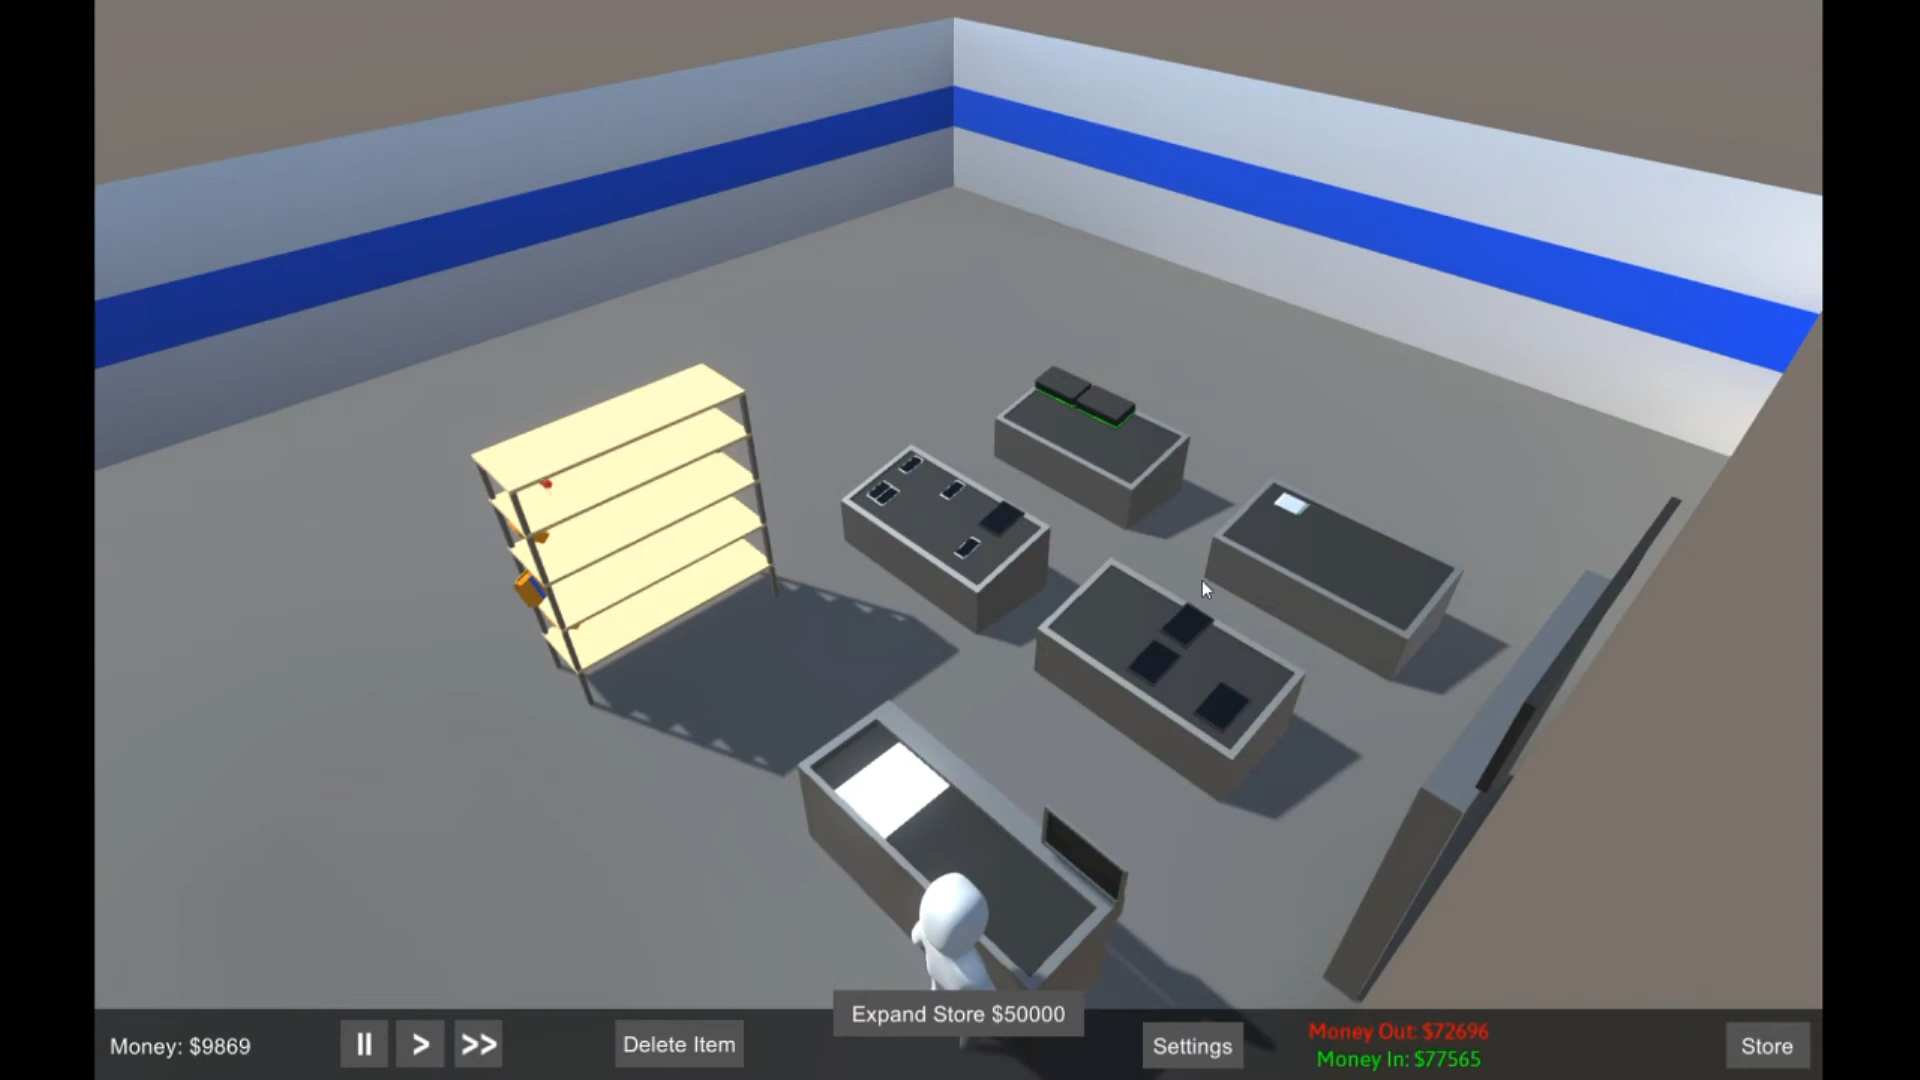 Expand Store $50000
Money: $9869
>
>>
Delete Item
Settings
Money Out: $72696
Money In: $77565
Store